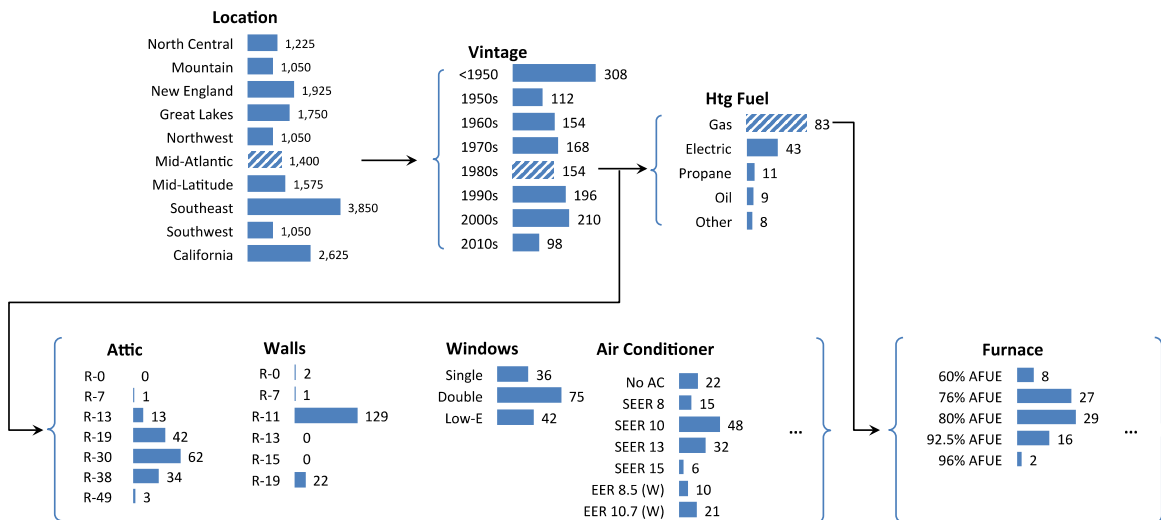 Location
North Central 1,225
Mountain 1,050
New England 1,925
Great Lakes 1,750
Northwest 1,050
Mid-Atlantic 1,400
Mid-Latitude 1,575
Southeast 3,850
Southwest 1,050
California 2,625
Vintage
<1950 308
1950s 112
1960s 154
1970s 168
1980s 154
1990s 196
2000s 210
2010s 98
Htg Fuel
Gas 83
Electric 43
Propane 11
Oil 9
Other 8
Attic
R-0 0
R-7 1
R-13 13
R-19 42
R-30 62
R-38 34
R-49 3
Walls
R-0 2
R-7 1
R-11 129
R-13 0
R-15 0
R-19 22
Windows
Single 36
Double 75
Low-E 42
Air Conditioner
No AC 22
SEER 8 15
SEER 10 48
SEER 13 32
SEER 15 6
EER 8.5 (W) 10
EER 10.7 (W) 21
...
Furnace
60% AFUE 8
76% AFUE 27
80% AFUE 29
92.5% AFUE 16
96% AFUE 2
...